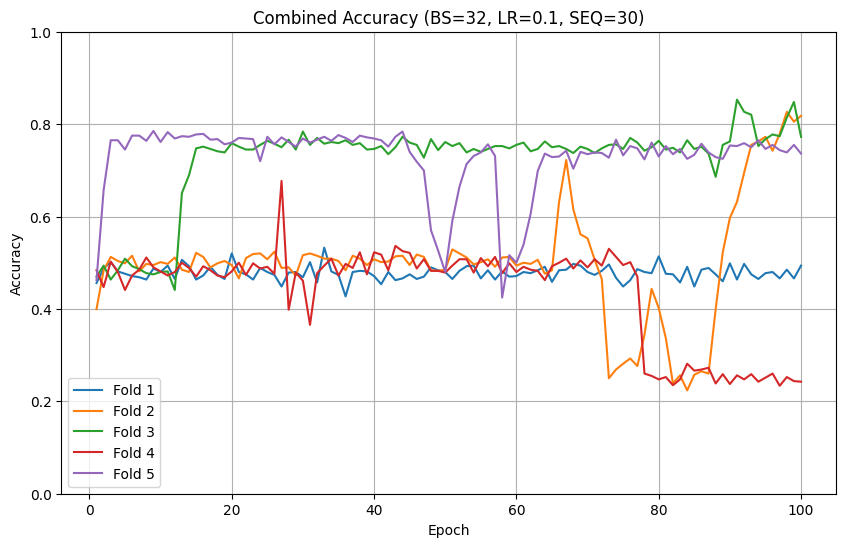 Combined Accuracy (BS=32, LR=0.1, SEQ=30)
1.0
0.8
0.6
0.4
0.2
0.0
Accuracy
Fold 1
Fold 2
Fold 3
Fold 4
Fold 5
0 20 40 60 80 100
Epoch